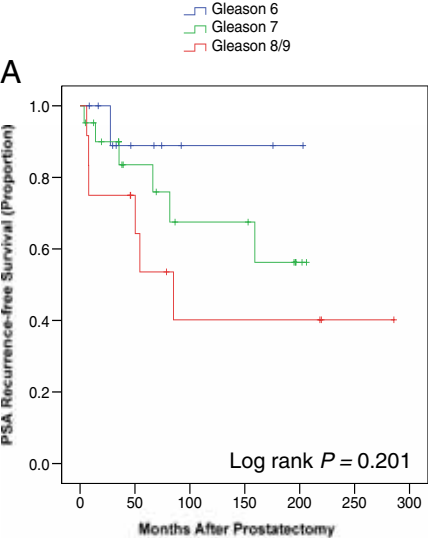 Gleason 6
Gleason 7
Gleason 8/9
A
PSA Recurrence-free Survival (Proportion)
1.0
0.8
0.6
0.4
0.2
0.0
Log rank P = 0.201
0 50 100 150 200 250 300
Months After Prostatectomy